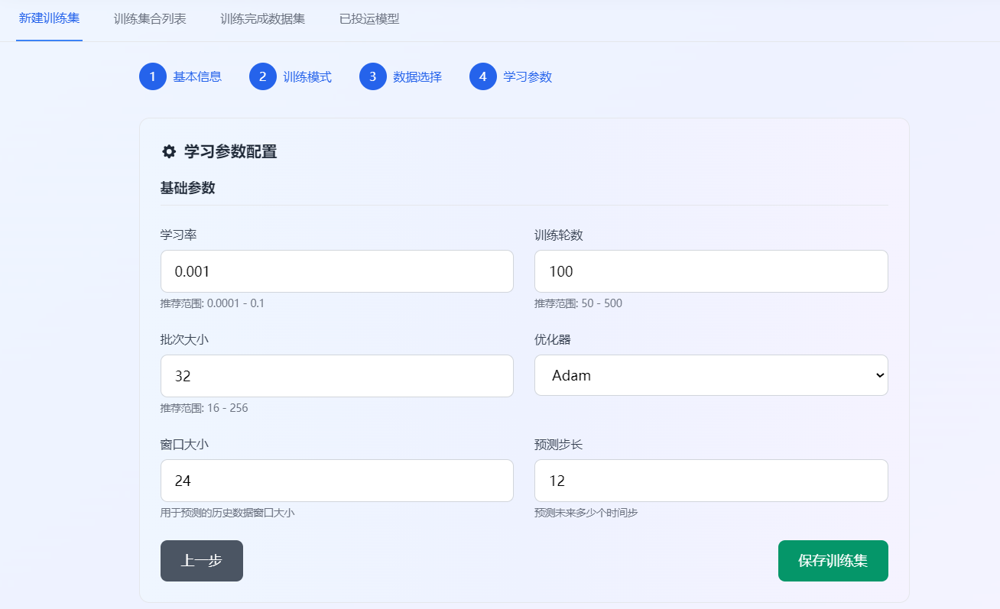 新建训练集 训练集合列表 训练完成数据集 已投运模型
1 基本信息 2 训练模式 3 数据选择 4 学习参数
学习参数配置
基础参数
学习率 训练轮数
0.001 100
推荐范围: 0.0001 - 0.1 推荐范围: 50 - 500
批次大小 优化器
32 Adam
推荐范围: 16 - 256
窗口大小 预测步长
24 12
用于预测的历史数据窗口大小 预测未来多少个时间步
上一步 保存训练集